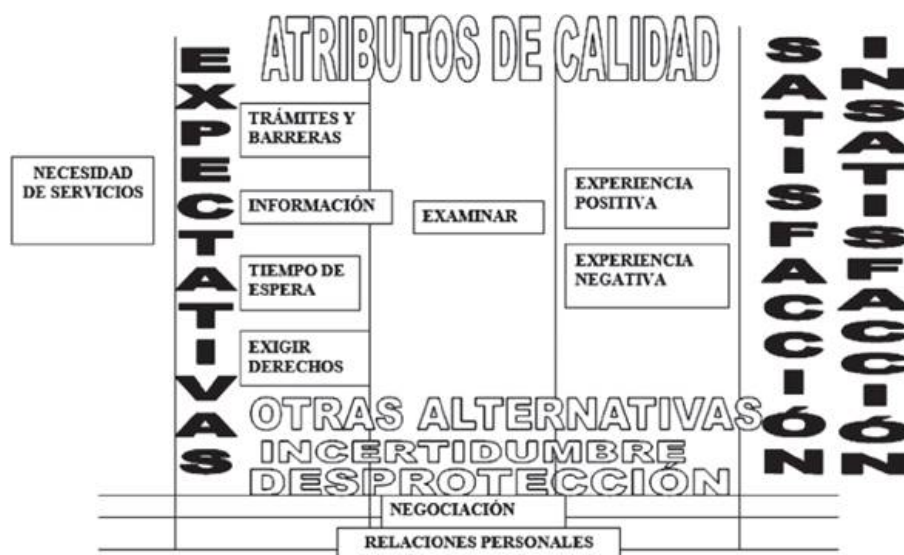 ATRIBUTOS DE CALIDAD
NECESIDAD
DE SERVICIOS
EXPECTATIVAS
TRÁMITES Y
BARRERAS
INFORMACIÓN
TIEMPO DE
ESPERA
EXIGIR
DERECHOS
EXAMINAR
EXPERIENCIA
POSITIVA
EXPERIENCIA
NEGATIVA
SATISFACCIÓN
INSATISFACCIÓN
OTRAS ALTERNATIVAS
INCERTIDUMBRE
DESPROTECCIÓN
NEGOCIACIÓN
RELACIONES PERSONALES